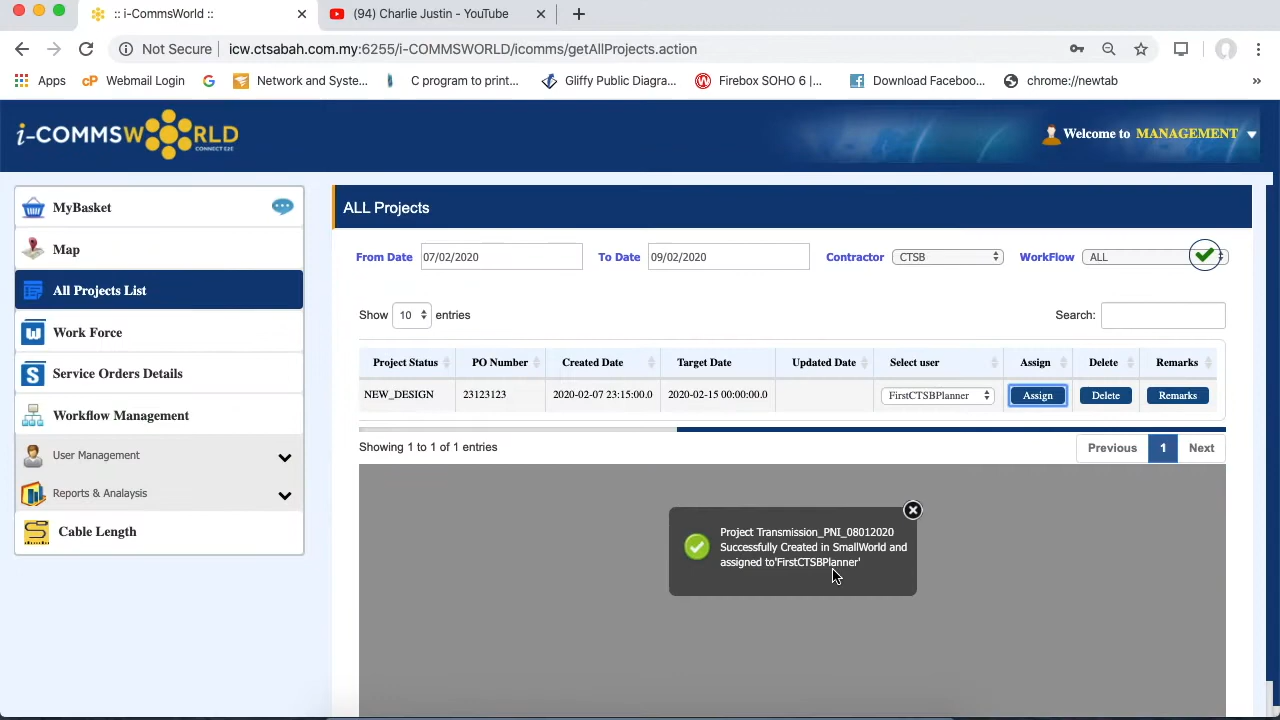 :: i-CommsWorld ::
(94) Charlie Justin - YouTube
Not Secure
icw.ctsabah.com.my:6255/i-COMMSWORLD/icomms/getAllProjects.action
Apps
cP Webmail Login
G
Network and Syste...
C program to print...
Gliffy Public Diagra...
Firebox SOHO 6 |...
Download Faceboo...
chrome://newtab
»
i-COMMSWORLD
CONNECT E2E
Welcome to MANAGEMENT
MyBasket
Map
All Projects List
Work Force
Service Orders Details
Workflow Management
User Management
Reports & Analaysis
Cable Length
ALL Projects
From Date 07/02/2020 To Date 09/02/2020 Contractor CTSB WorkFlow ALL
Show 10 entries Search:
Project Status PO Number Created Date Target Date Updated Date Select user Assign Delete Remarks
NEW_DESIGN 23123123 2020-02-07 23:15:00.0 2020-02-15 00:00:00.0 FirstCTSBPlanner Assign Delete Remarks
Showing 1 to 1 of 1 entries Previous 1 Next
Project Transmission_PNI_08012020
Successfully Created in SmallWorld and
assigned to'FirstCTSBPlanner'